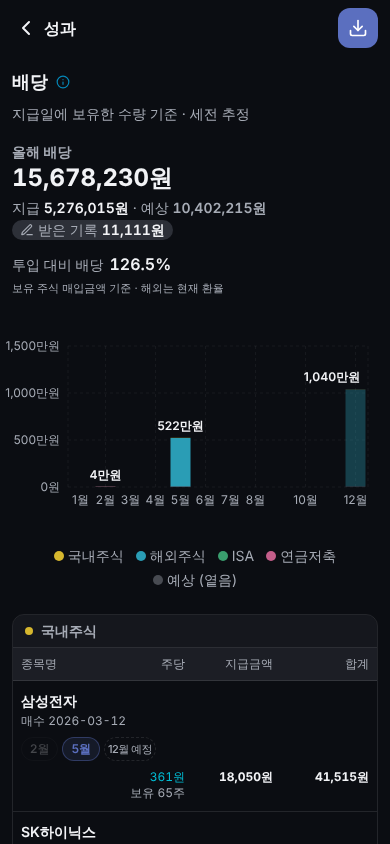 성과
배당
지급일에 보유한 수량 기준 · 세전 추정
올해 배당
15,678,230원
지급 5,276,015원 · 예상 10,402,215원
받은 기록 11,111원
투입 대비 배당 126.5%
보유 주식 매입금액 기준 · 해외는 현재 환율
1,500만원
1,040만원
1,000만원
522만원
500만원
4만원
0원
1월 2월 3월 4월 5월 6월 7월 8월 10월 12월
국내주식 해외주식 ISA 연금저축
예상 (옅음)
국내주식
종목명 주당 지급금액 합계
삼성전자
매수 2026-03-12
2월 5월 12월 예정
361원 18,050원 41,515원
보유 65주
SK하이닉스